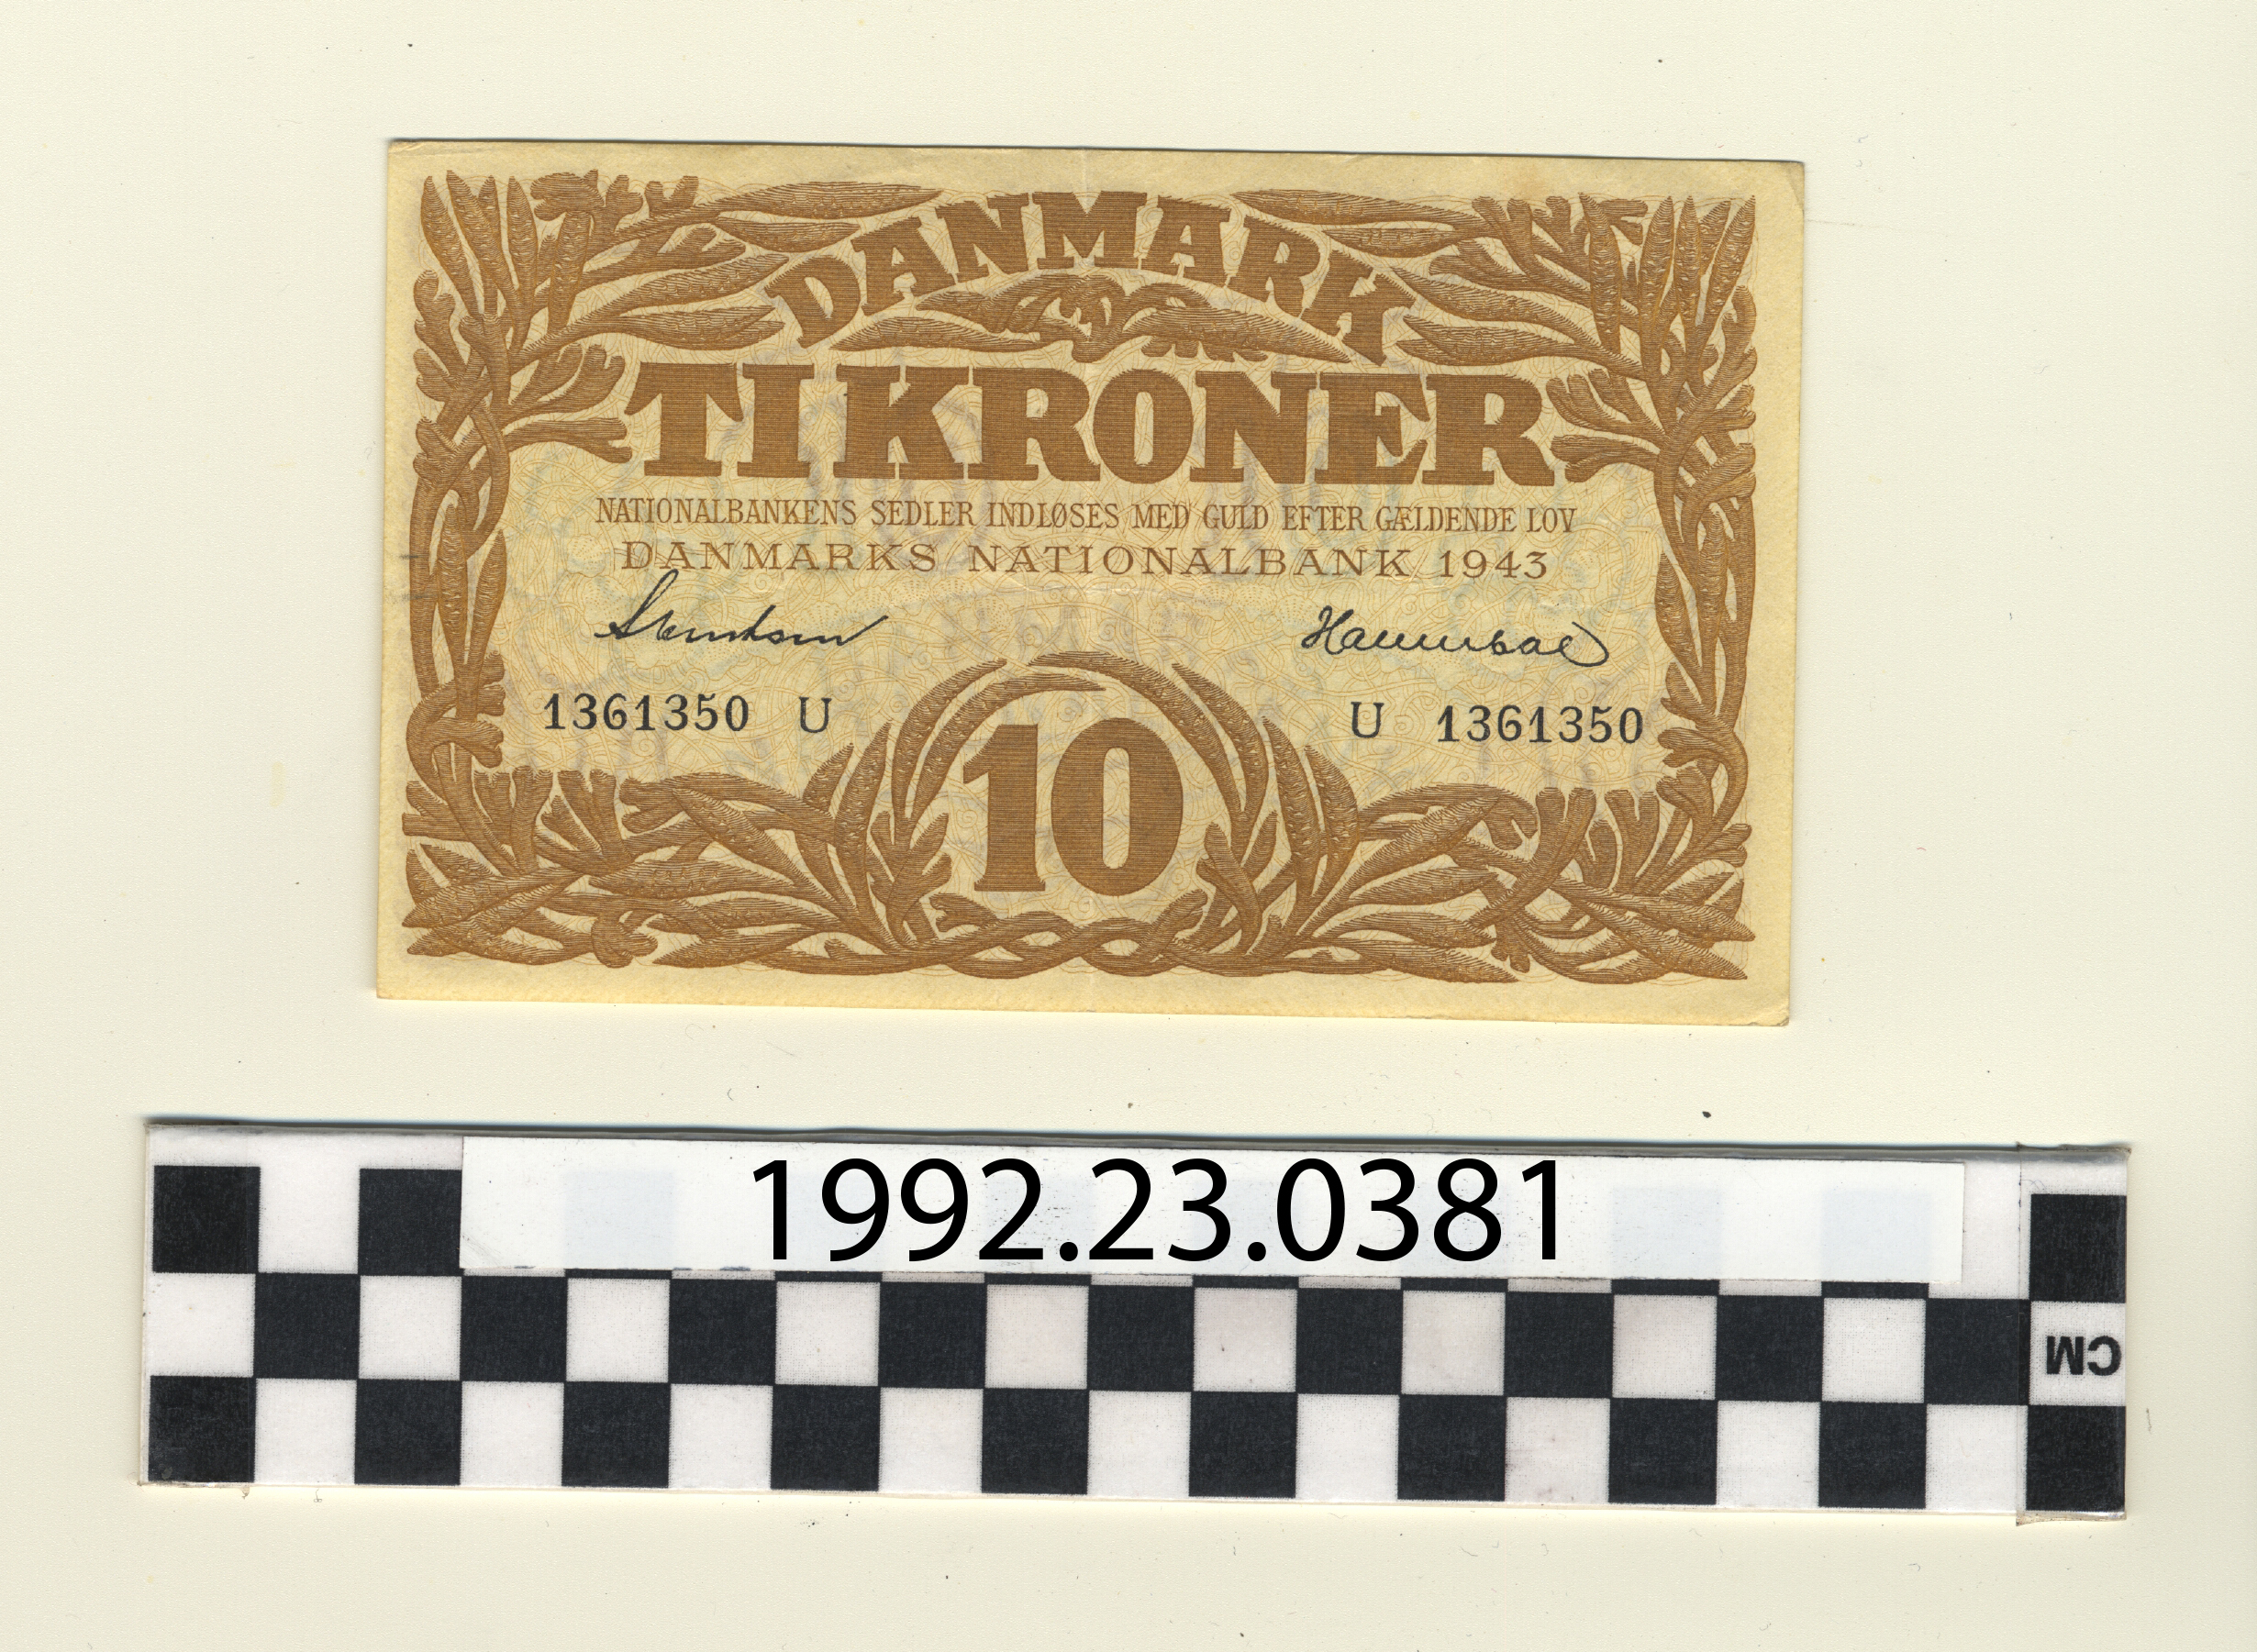 DANMARK
TI KRONER
NATIONALBANKENS SEDLER INDLØSES MED GULD EFTER GÆLDENDE LOV
DANMARKS NATIONALBANK 1943
1361350 U U 1361350
10
1992.23.0381
CM